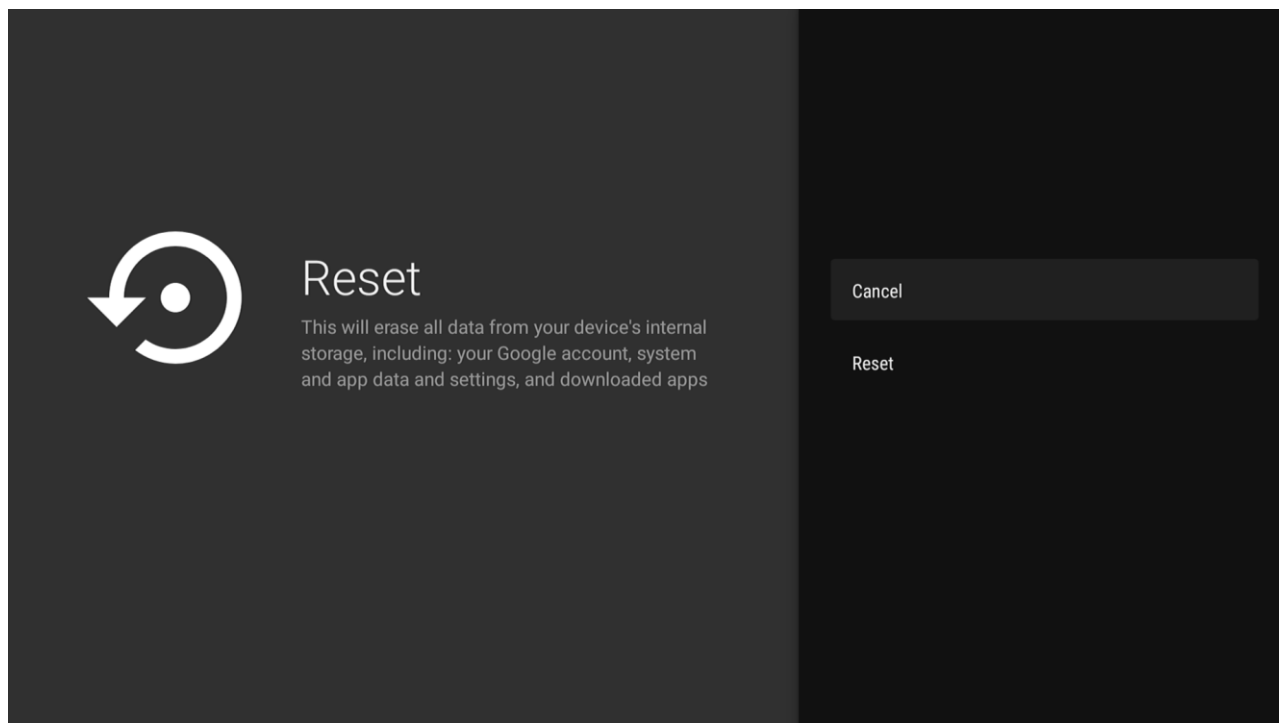 Reset
This will erase all data from your device's internal
storage, including: your Google account, system
and app data and settings, and downloaded apps
Cancel
Reset